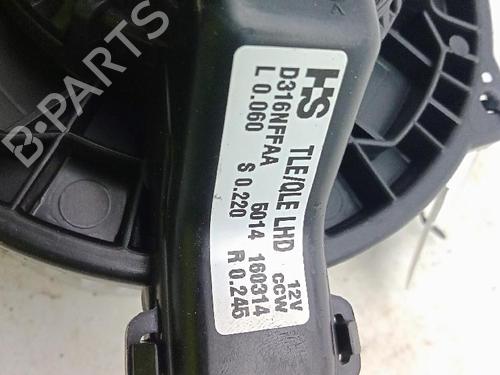 HS TLE/QLE LHD 12V
D316NFFAA 5014 160314 CCW
L 0.060 S 0.220 R 0.245
B-PARTS